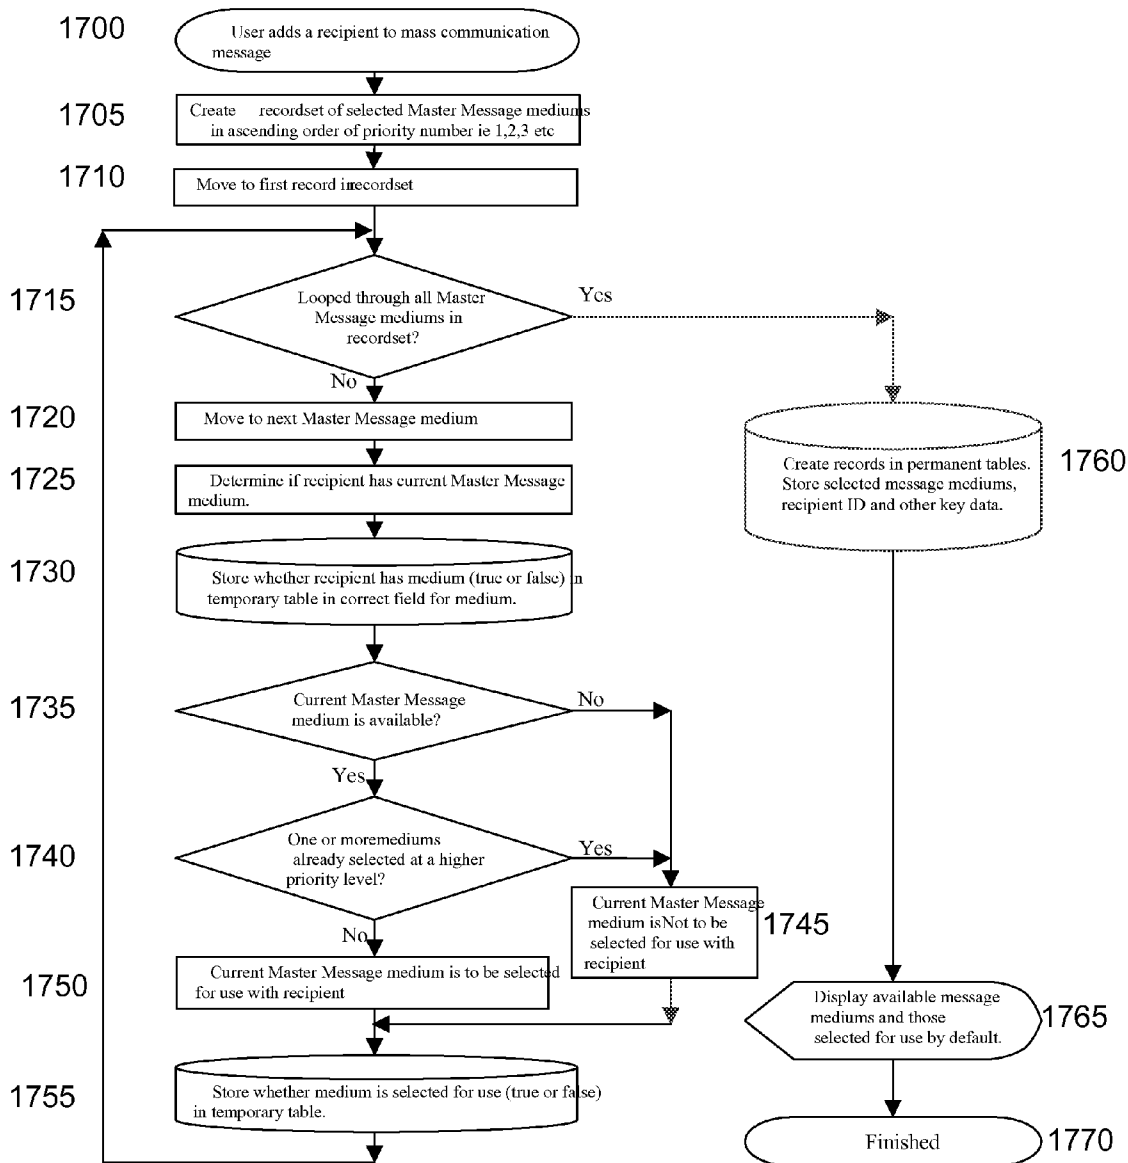 1700
User adds a recipient to mass communication
message
1705
Create recordset of selected Master Message mediums
in ascending order of priority number ie 1,2,3 etc
1710
Move to first record inrecordset
1715
Looped through all Master
Message mediums in
recordset?
Yes
No
1720
Move to next Master Message medium
1725
Determine if recipient has current Master Message
medium.
1760
Create records in permanent tables.
Store selected message mediums,
recipient ID and other key data.
1730
Store whether recipient has medium (true or false) in
temporary table in correct field for medium.
1735
Current Master Message
medium is available?
No
Yes
1740
One or moremediums
already selected at a higher
priority level?
Yes
No
1745
Current Master Message
medium isNot to be
selected for use with
recipient
1750
Current Master Message medium is to be selected
for use with recipient
1765
Display available message
mediums and those
selected for use by default.
1755
Store whether medium is selected for use (true or false)
in temporary table.
Finished
1770